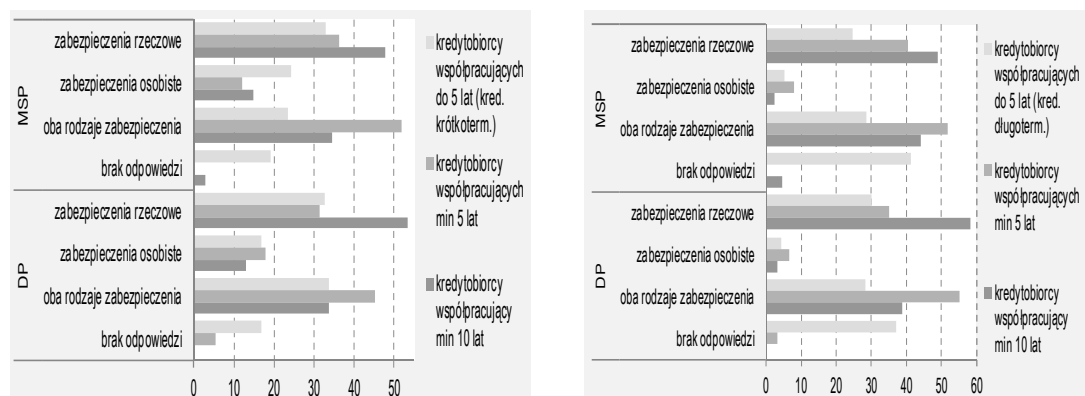 zabezpieczenia rzeczowe
zabezpieczenia osobiste
oba rodzaje zabezpieczenia
brak odpowiedzi
MSP
zabezpieczenia rzeczowe
zabezpieczenia osobiste
oba rodzaje zabezpieczenia
brak odpowiedzi
DP
0 10 20 30 40 50
kredytobiorcy
współpracujących
do 5 lat (kred.
krótkoterm.)
kredytobiorcy
współpracujących
min 5 lat
kredytobiorcy
współpracujący
min 10 lat
zabezpieczenia rzeczowe
zabezpieczenia osobiste
oba rodzaje zabezpieczenia
brak odpowiedzi
MSP
zabezpieczenia rzeczowe
zabezpieczenia osobiste
oba rodzaje zabezpieczenia
brak odpowiedzi
DP
0 10 20 30 40 50 60
kredytobiorcy
współpracujących
do 5 lat (kred.
długoterm.)
kredytobiorcy
współpracujących
min 5 lat
kredytobiorcy
współpracujący
min 10 lat